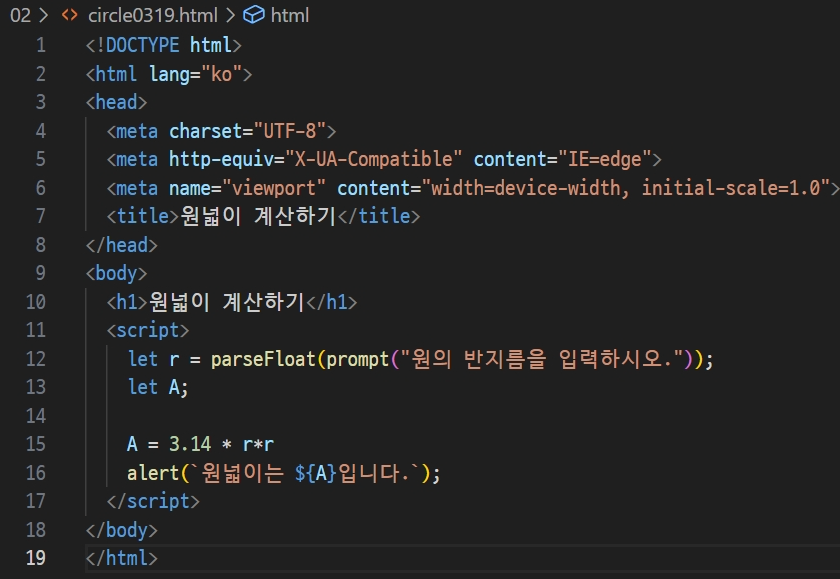 02 > circle0319.html > html
1 <!DOCTYPE html>
2 <html lang="ko">
3 <head>
4 <meta charset="UTF-8">
5 <meta http-equiv="X-UA-Compatible" content="IE=edge">
6 <meta name="viewport" content="width=device-width, initial-scale=1.0">
7 <title>원넓이 계산하기</title>
8 </head>
9 <body>
10 <h1>원넓이 계산하기</h1>
11 <script>
12 let r = parseFloat(prompt("원의 반지름을 입력하시오."));
13 let A;
14
15 A = 3.14 * r*r
16 alert(`원넓이는 ${A}입니다.`);
17 </script>
18 </body>
19 </html>